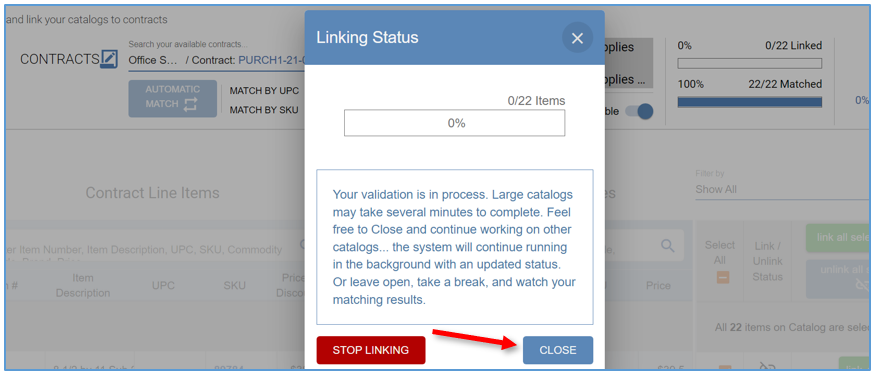 and link your catalogs to contracts
Linking Status
CONTRACTS
Search your available contracts...
Office S... / Contract: PURCH1-21-0
AUTOMATIC
MATCH
MATCH BY UPC
MATCH BY SKU
0/22 Items
0%
pplies
pplies ...
ble
0% 0/22 Linked
100% 22/22 Matched
0%
Contract Line Items
es
Filter by
Show All
Your validation is in process. Large catalogs
may take several minutes to complete. Feel
free to Close and continue working on other
catalogs... the system will continue running
in the background with an updated status.
Or leave open, take a break, and watch your
matching results.
er Item Number, Item Description, UPC, SKU, Commodity
Select
All
Link /
Unlink
Status
link all sele
unlink all s
#
Item
Description
UPC
SKU
Price
Discou
Price
All 22 items on Catalog are selec
STOP LINKING
CLOSE